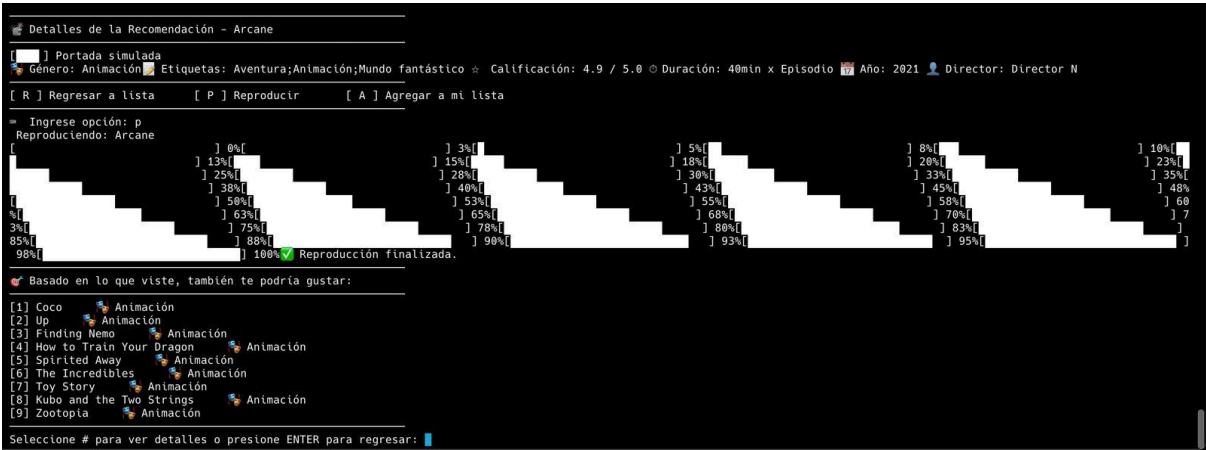 Detalles de la Recomendación – Arcane
[ ] Portada simulada
Género: Animación Etiquetas: Aventura;Animación;Mundo fantástico ☆ Calificación: 4.9 / 5.0 Duración: 40min x Episodio Año: 2021 Director: Director N
[ R ] Regresar a lista [ P ] Reproducir [ A ] Agregar a mi lista
Ingrese opción: p
Reproduciendo: Arcane
[ ] 0%[ ] 3%[ ] 5%[ ] 8%[ ] 10%[
] 13%[ ] 15%[ ] 18%[ ] 20%[ ] 23%[
] 25%[ ] 28%[ ] 30%[ ] 33%[ ] 35%[
] 38%[ ] 40%[ ] 43%[ ] 45%[ ] 48%
[ ] 50%[ ] 53%[ ] 55%[ ] 58%[ ] 60
%[ ] 63%[ ] 65%[ ] 68%[ ] 70%[ ] 7
3%[ ] 75%[ ] 78%[ ] 80%[ ] 83%[ ]
85%[ ] 88%[ ] 90%[ ] 93%[ ] 95%[ ]
98%[ ] 100%✅ Reproducción finalizada.
Basado en lo que viste, también te podría gustar:
[1] Coco Animación
[2] Up Animación
[3] Finding Nemo Animación
[4] How to Train Your Dragon Animación
[5] Spirited Away Animación
[6] The Incredibles Animación
[7] Toy Story Animación
[8] Kubo and the Two Strings Animación
[9] Zootopia Animación
Seleccione # para ver detalles o presione ENTER para regresar: